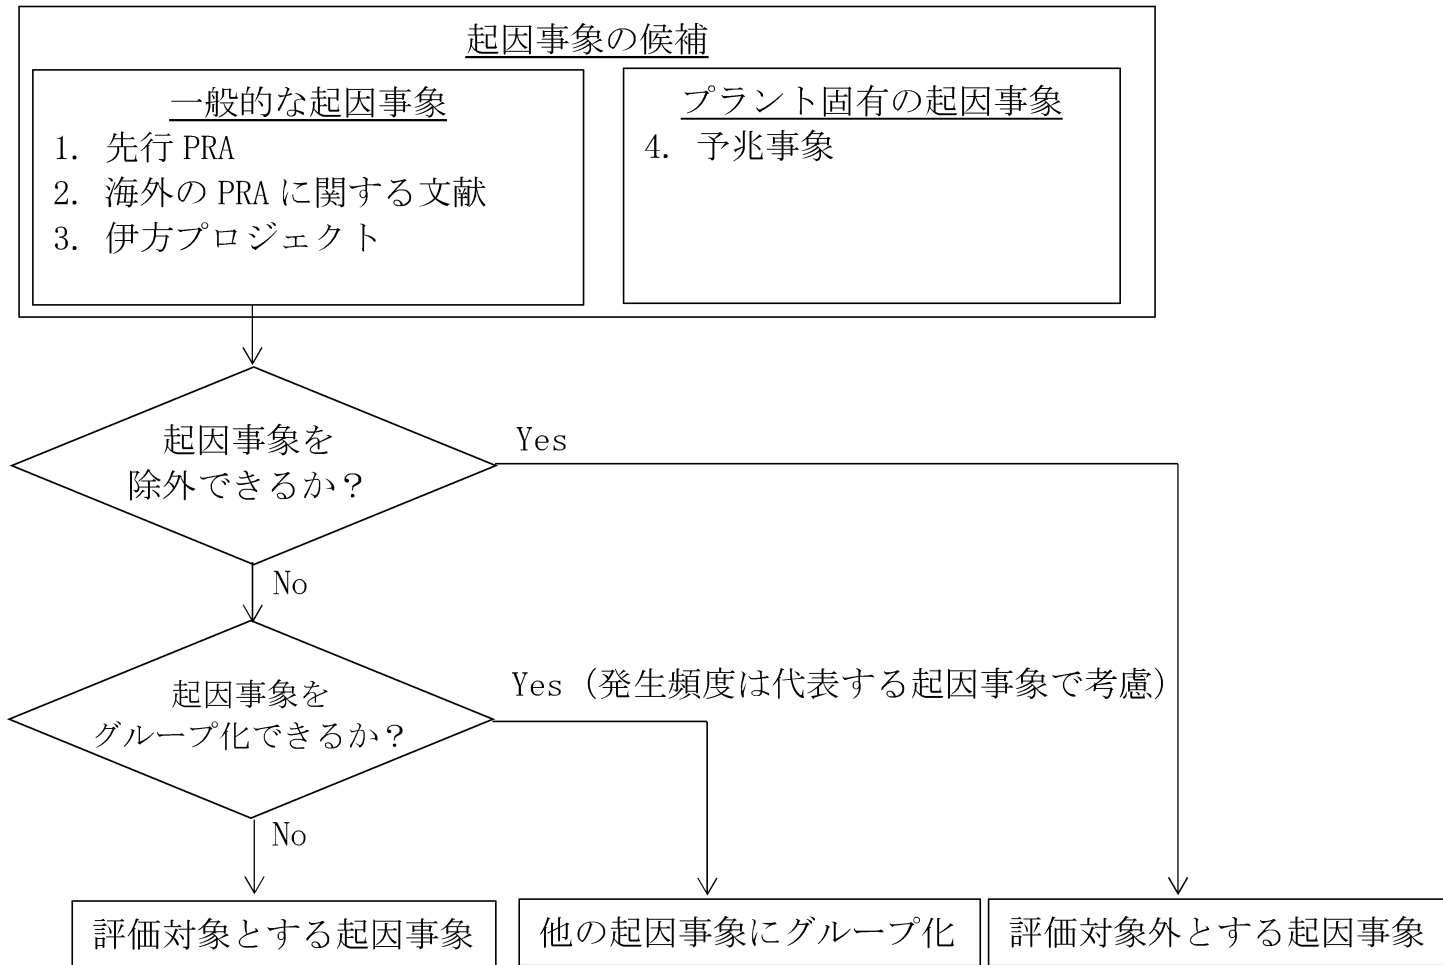 起因事象の候補
一般的な起因事象
1. 先行 PRA
2. 海外の PRA に関する文献
3. 伊方プロジェクト
プラント固有の起因事象
4. 予兆事象
起因事象を
除外できるか?
Yes
No
起因事象を
グループ化できるか?
Yes (発生頻度は代表する起因事象で考慮)
No
評価対象とする起因事象
他の起因事象にグループ化
評価対象外とする起因事象